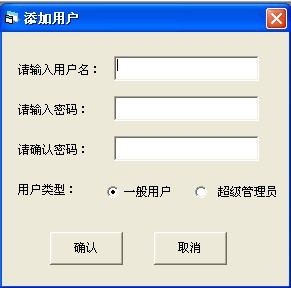 添加用户
请输入用户名：
请输入密码：
请确认密码：
用户类型： 一般用户 超级管理员
确认 取消